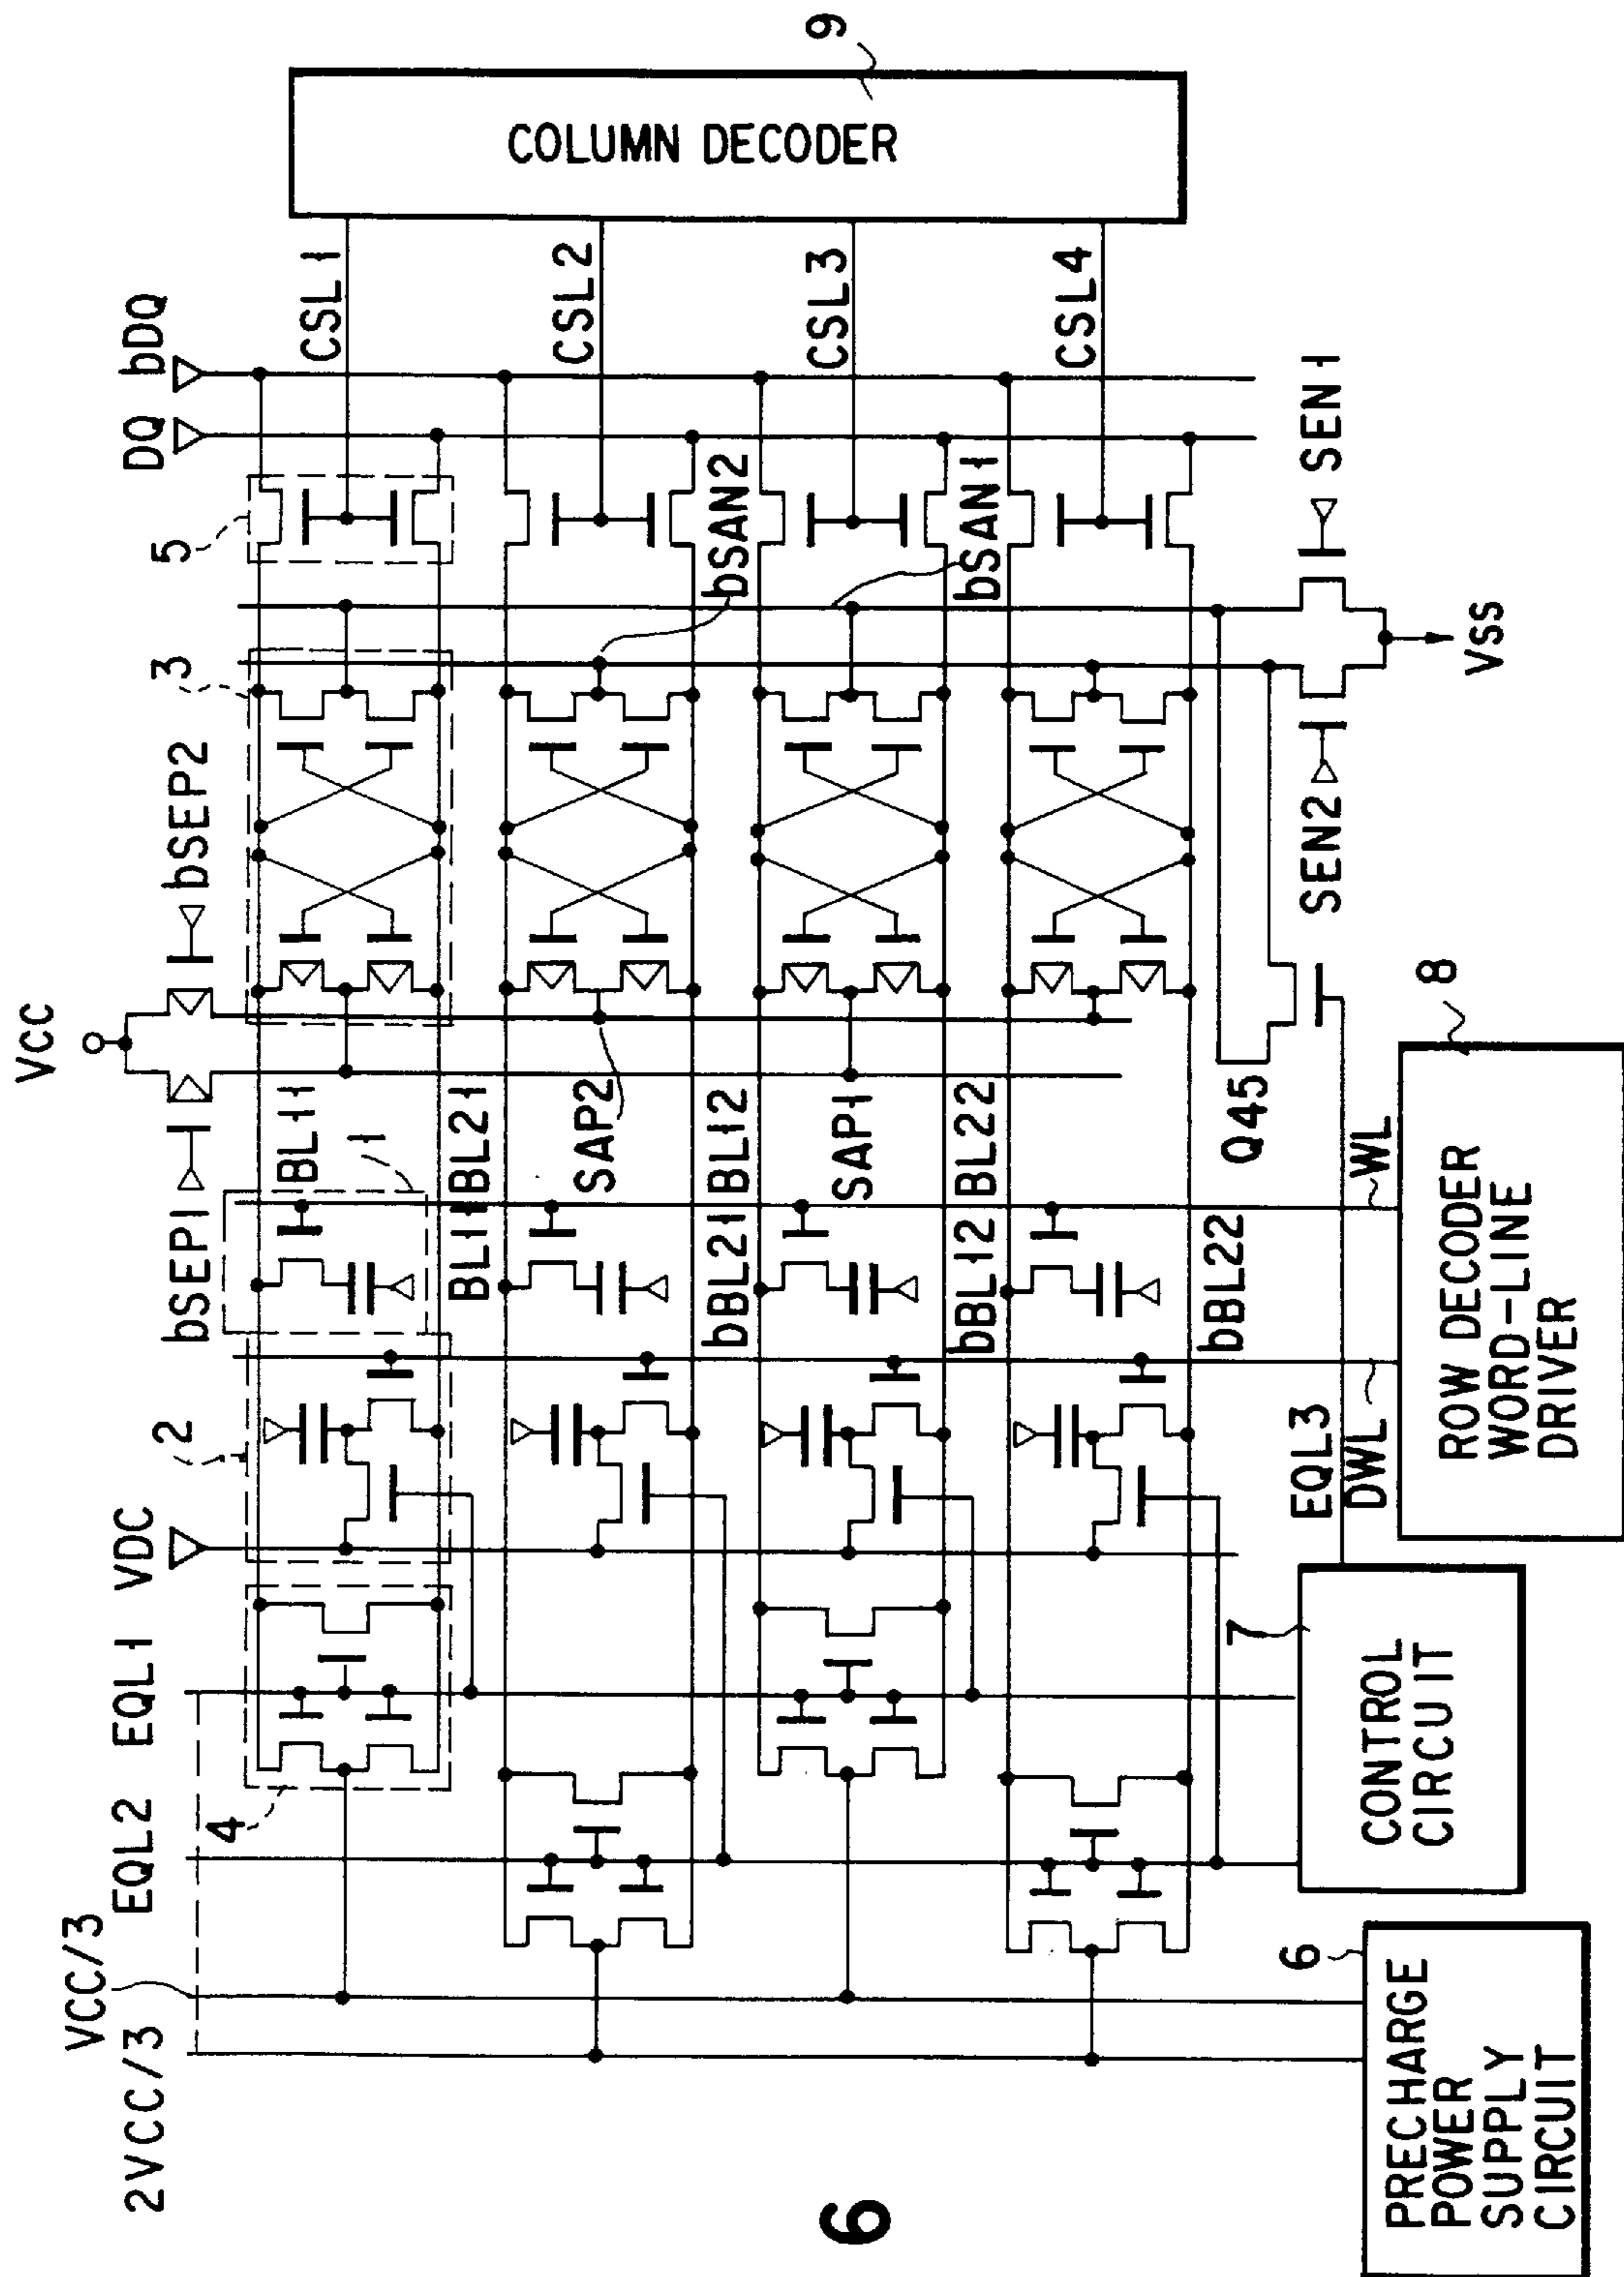 9
COLUMN DECODER
bDQ
DQ
CSL1
CSL2
CSL3
CSL4
5
bSAN2
bSAN1
SEN1
3
VSS
bSEP2
SEN2
VCC
8
bSEP1
BL11
1
BL21
SAP2
BL12
SAP1
BL22
Q45
WL
bBL21
bBL12
bBL22
2
EQL3
DWL
ROW DECODER
WORD-LINE
DRIVER
VDC
EQL1
7
CONTROL
CIRCUIT
EQL2
4
VCC/3
2VCC/3
6
PRECHARGE
POWER
SUPPLY
CIRCUIT
6